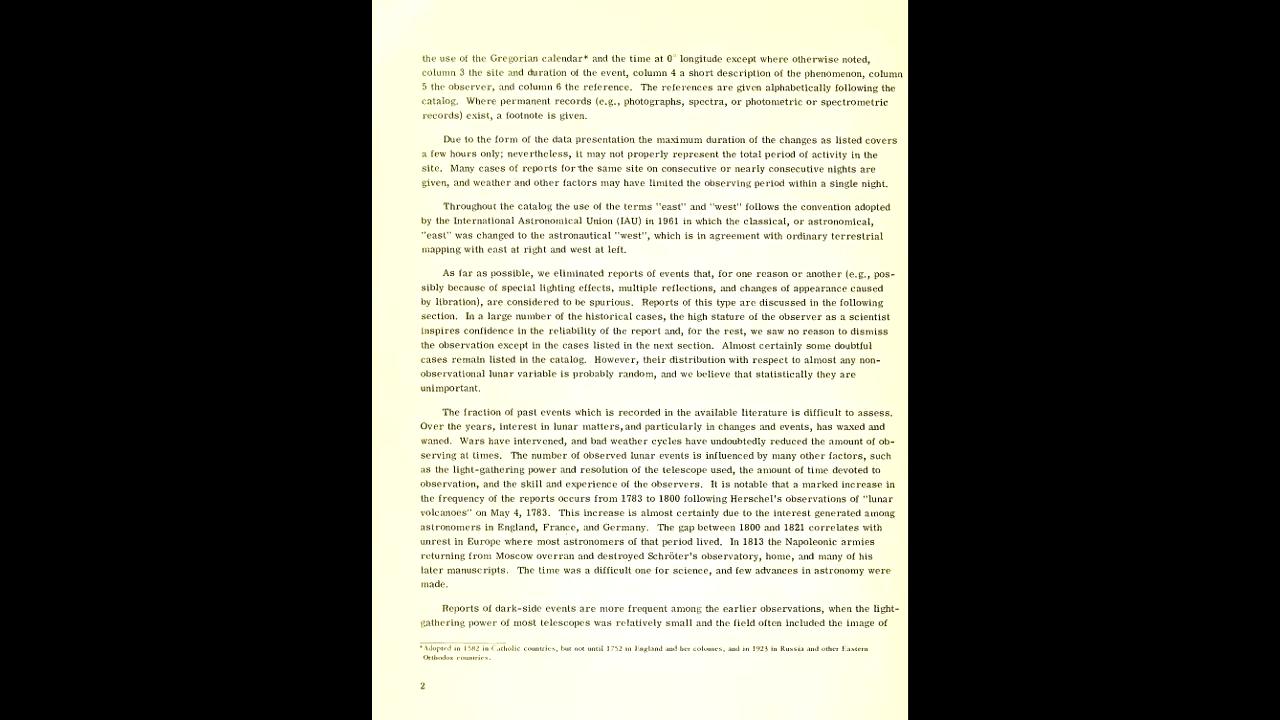 the use of the Gregorian calendar* and the time at 0° longitude except where otherwise noted,
column 3 the site and duration of the event, column 4 a short description of the phenomenon, column
5 the observer, and column 6 the reference. The references are given alphabetically following the
catalog. Where permanent records (e.g., photographs, spectra, or photometric or spectrometric
records) exist, a footnote is given.
Due to the form of the data presentation the maximum duration of the changes as listed covers
a few hours only; nevertheless, it may not properly represent the total period of activity in the
site. Many cases of reports for the same site on consecutive or nearly consecutive nights are
given, and weather and other factors may have limited the observing period within a single night.
Throughout the catalog the use of the terms "east" and "west" follows the convention adopted
by the International Astronomical Union (IAU) in 1961 in which the classical, or astronomical,
"east" was changed to the astronautical "west", which is in agreement with ordinary terrestrial
mapping with east at right and west at left.
As far as possible, we eliminated reports of events that, for one reason or another (e.g., pos-
sibly because of special lighting effects, multiple reflections, and changes of appearance caused
by libration), are considered to be spurious. Reports of this type are discussed in the following
section. In a large number of the historical cases, the high stature of the observer as a scientist
inspires confidence in the reliability of the report and, for the rest, we saw no reason to dismiss
the observation except in the cases listed in the next section. Almost certainly some doubtful
cases remain listed in the catalog. However, their distribution with respect to almost any non-
observational lunar variable is probably random, and we believe that statistically they are
unimportant.
The fraction of past events which is recorded in the available literature is difficult to assess.
Over the years, interest in lunar matters, and particularly in changes and events, has waxed and
waned. Wars have intervened, and bad weather cycles have undoubtedly reduced the amount of ob-
serving at times. The number of observed lunar events is influenced by many other factors, such
as the light-gathering power and resolution of the telescope used, the amount of time devoted to
observation, and the skill and experience of the observers. It is notable that a marked increase in
the frequency of the reports occurs from 1783 to 1800 following Herschel's observations of "lunar
volcanoes" on May 4, 1783. This increase is almost certainly due to the interest generated among
astronomers in England, France, and Germany. The gap between 1800 and 1821 correlates with
unrest in Europe where most astronomers of that period lived. In 1813 the Napoleonic armies
returning from Moscow overran and destroyed Schröter's observatory, home, and many of his
later manuscripts. The time was a difficult one for science, and few advances in astronomy were
made.
Reports of dark-side events are more frequent among the earlier observations, when the light-
gathering power of most telescopes was relatively small and the field often included the image of
*Adopted in 1582 in Catholic countries, but not until 1752 in England and her colonies, and in 1923 in Russia and other Eastern
Orthodox countries.
2